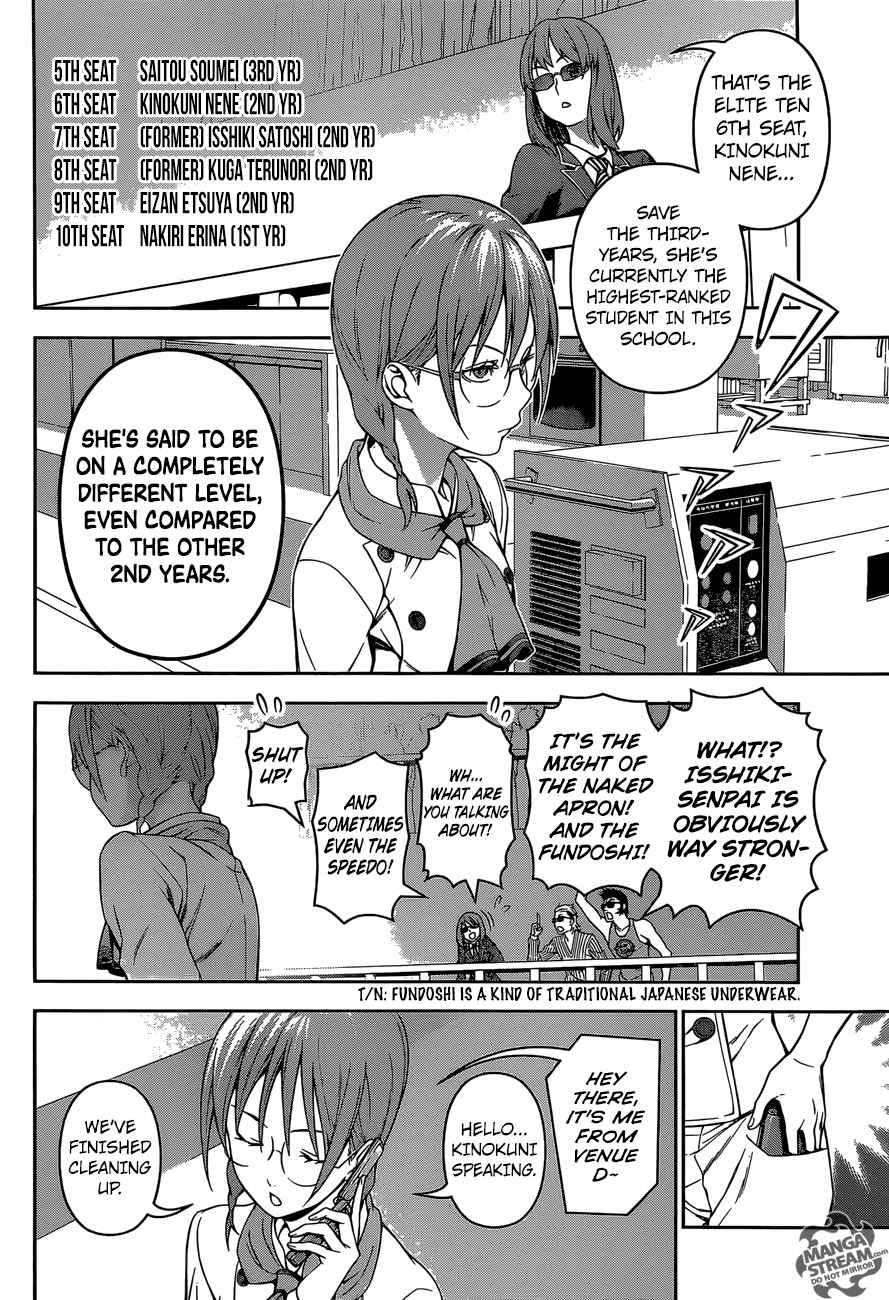 THAT'S THE
ELITE TEN
6TH SEAT,
KINOKUNI
NENE...
SAVE
THE THIRD-
YEARS, SHE'S
CURRENTLY THE
HIGHEST-RANKED
STUDENT IN THIS
SCHOOL.
5TH SEAT SAITOU SOUMEI (3RD YR)
6TH SEAT KINOKUNI NENE (2ND YR)
7TH SEAT (FORMER) ISSHIKI SATOSHI (2ND YR)
8TH SEAT (FORMER) KUGA TERUNORI (2ND YR)
9TH SEAT EIZAN ETSUYA (2ND YR)
10TH SEAT NAKIRI ERINA (1ST YR)
SHE'S SAID TO BE
ON A COMPLETELY
DIFFERENT LEVEL,
EVEN COMPARED
TO THE OTHER
2ND YEARS.
WHAT!?
ISSHIKI-
SENPAI IS
OBVIOUSLY
WAY STRON-
GER!
IT'S THE
MIGHT OF
THE NAKED
APRON!
AND THE
FUNDOSHI!
WH...
WHAT ARE
YOU TALKING
ABOUT!
AND
SOMETIMES
EVEN THE
SPEEDO!
SHUT
UP!
T/N: FUNDOSHI IS A KIND OF TRADITIONAL JAPANESE UNDERWEAR.
HEY
THERE,
IT'S ME
FROM
VENUE
D~
HELLO...
KINOKUNI
SPEAKING.
WE'VE
FINISHED
CLEANING
UP.
MANGA
STREAM.COM
DO NOT MIRROR